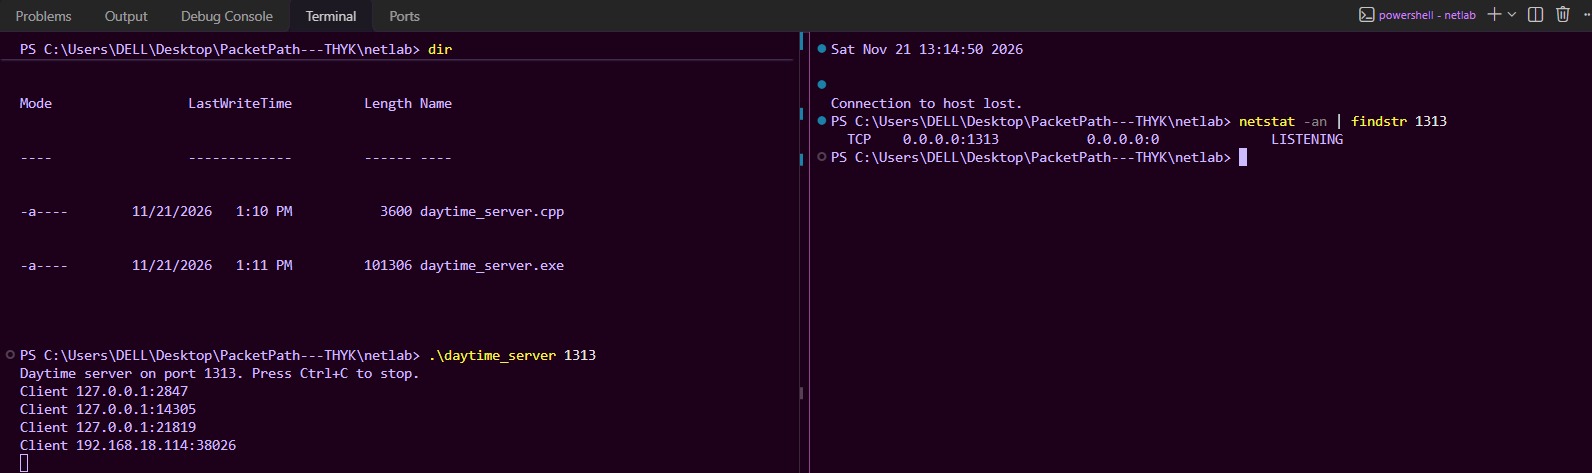 Problems Output Debug Console Terminal Ports powershell - netlab
PS C:\Users\DELL\Desktop\PacketPath---THYK\netlab> dir
Mode LastWriteTime Length Name
---- ------------- ------ ----
-a---- 11/21/2026 1:10 PM 3600 daytime_server.cpp
-a---- 11/21/2026 1:11 PM 101306 daytime_server.exe
PS C:\Users\DELL\Desktop\PacketPath---THYK\netlab> .\daytime_server 1313
Daytime server on port 1313. Press Ctrl+C to stop.
Client 127.0.0.1:2847
Client 127.0.0.1:14305
Client 127.0.0.1:21819
Client 192.168.18.114:38026
Sat Nov 21 13:14:50 2026
Connection to host lost.
PS C:\Users\DELL\Desktop\PacketPath---THYK\netlab> netstat -an | findstr 1313
TCP 0.0.0.0:1313 0.0.0.0:0 LISTENING
PS C:\Users\DELL\Desktop\PacketPath---THYK\netlab>